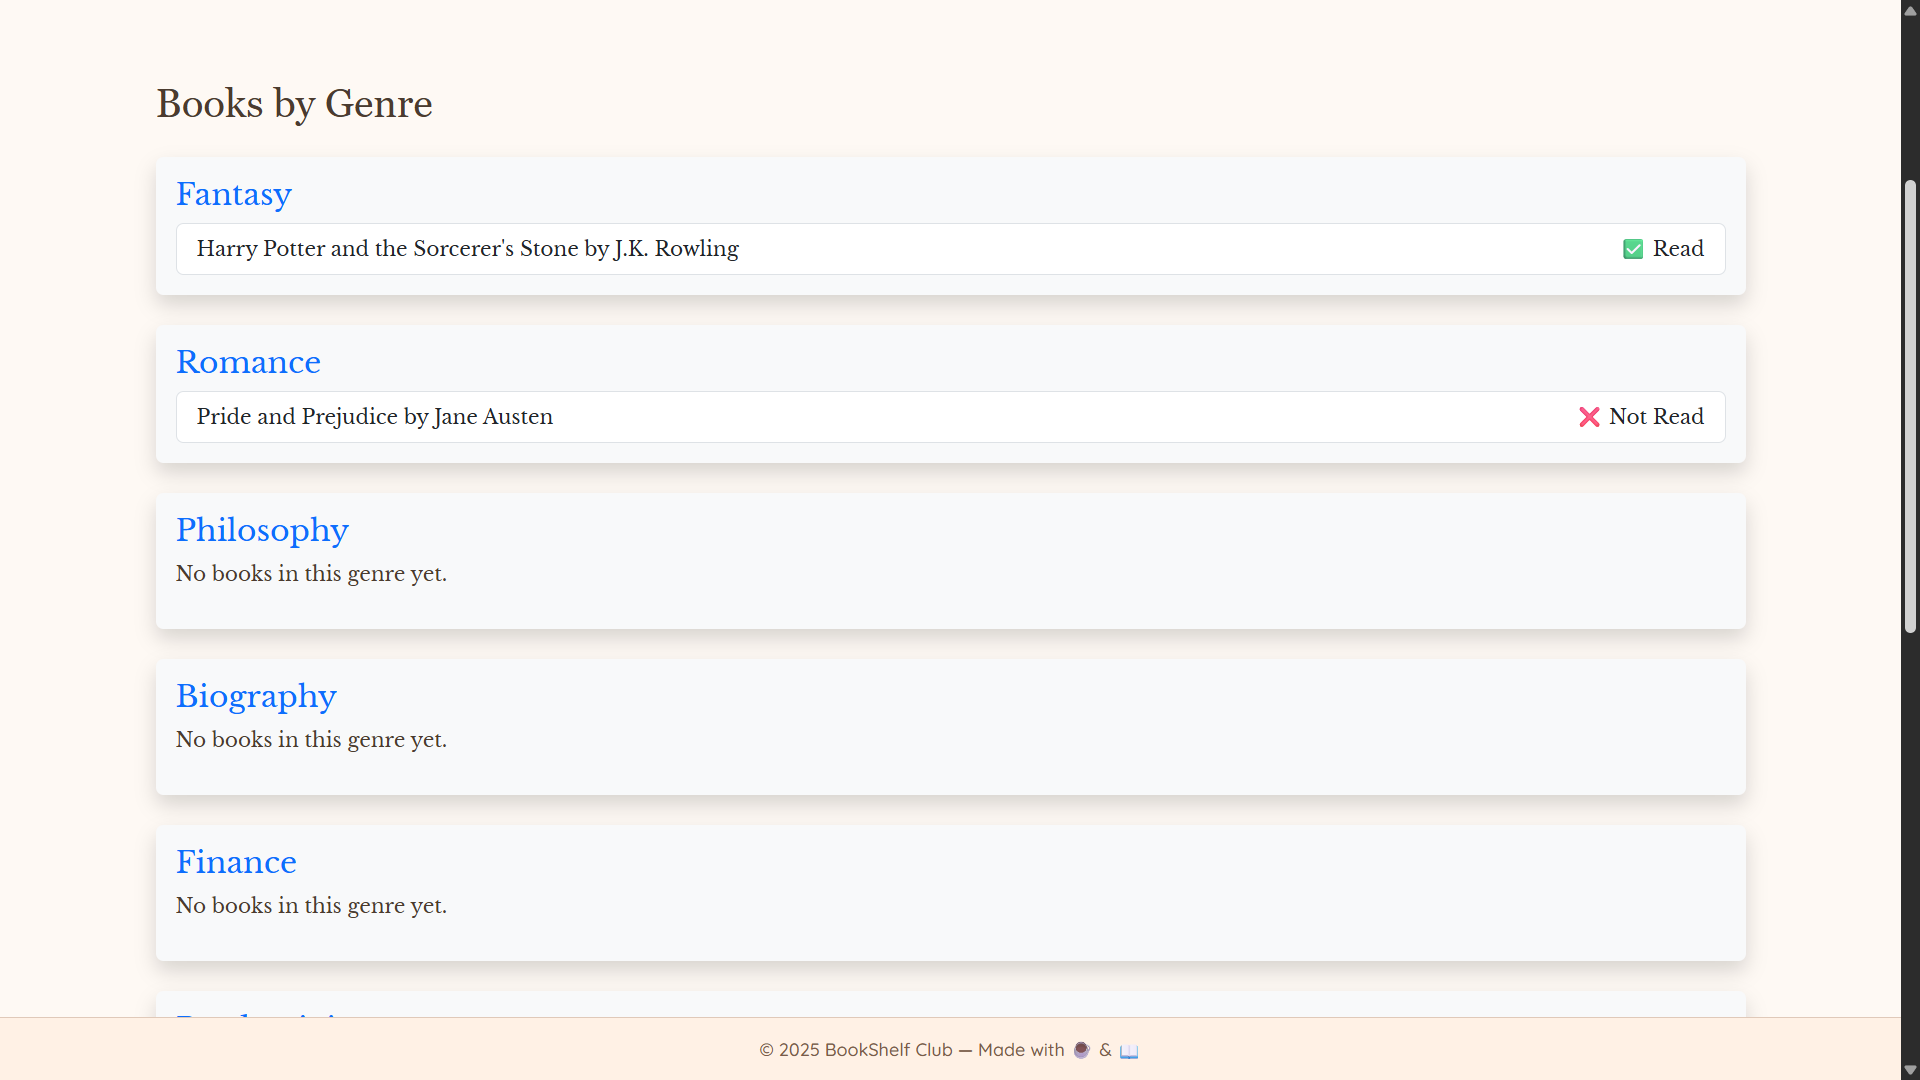 Books by Genre
Fantasy
Harry Potter and the Sorcerer's Stone by J.K. Rowling ✅ Read
Romance
Pride and Prejudice by Jane Austen ❌ Not Read
Philosophy
No books in this genre yet.
Biography
No books in this genre yet.
Finance
No books in this genre yet.
© 2025 BookShelf Club — Made with & 📖